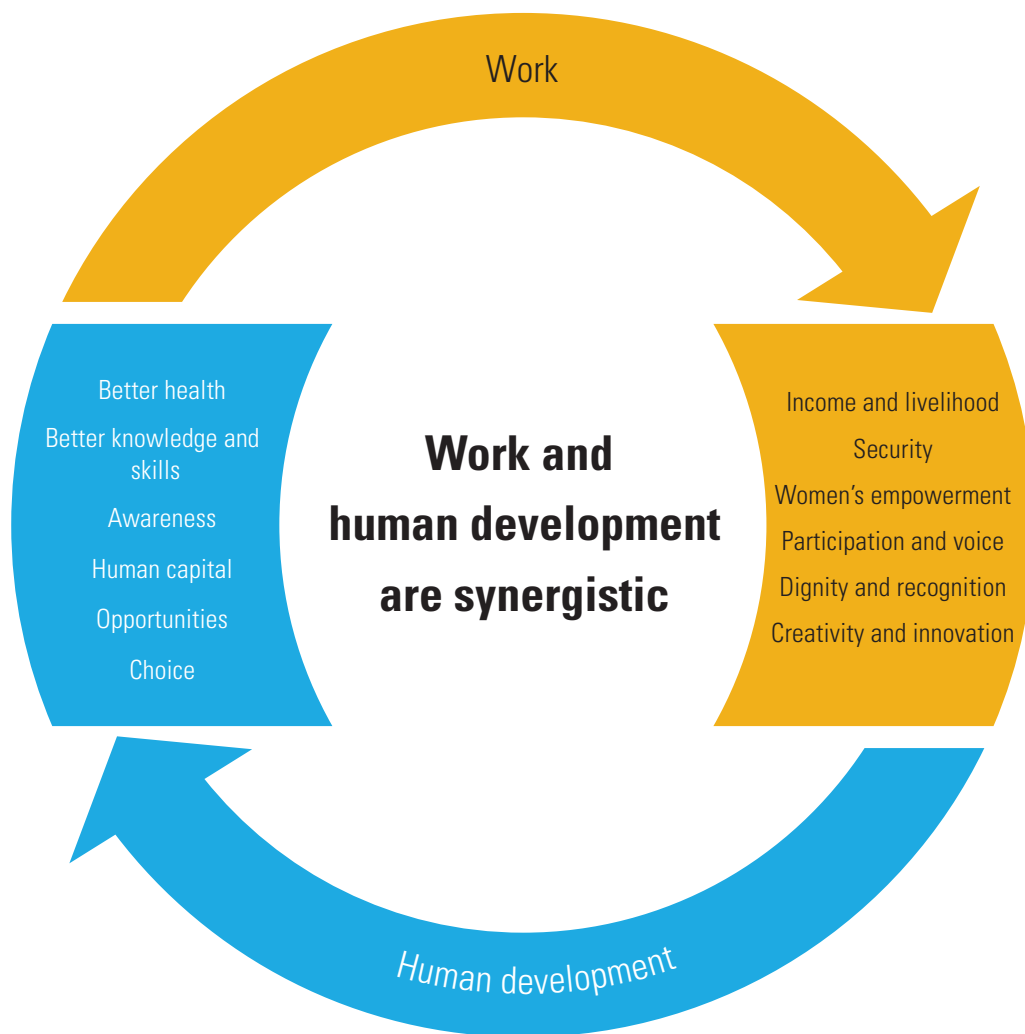 Work
Better health
Better knowledge and
skills
Awareness
Human capital
Opportunities
Choice
Work and
human development
are synergistic
Income and livelihood
Security
Women’s empowerment
Participation and voice
Dignity and recognition
Creativity and innovation
Human development